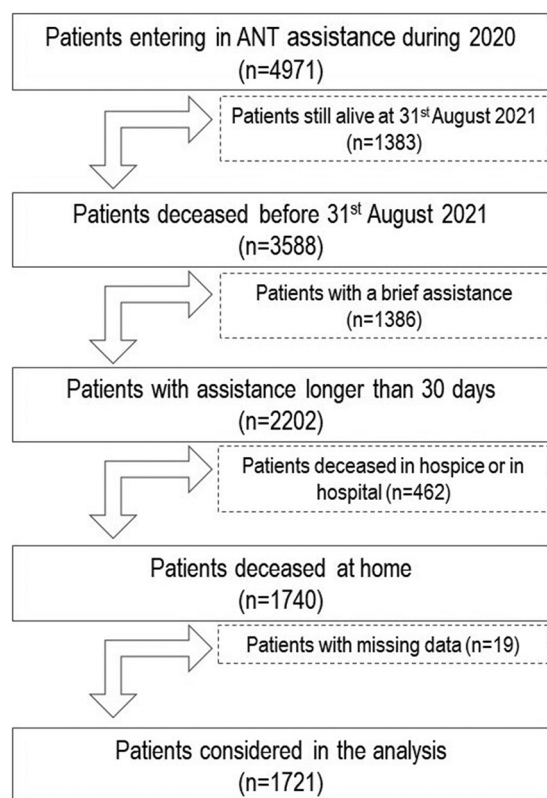 Patients entering in ANT assistance during 2020
(n=4971)
Patients still alive at 31st August 2021
(n=1383)
Patients deceased before 31st August 2021
(n=3588)
Patients with a brief assistance
(n=1386)
Patients with assistance longer than 30 days
(n=2202)
Patients deceased in hospice or in
hospital (n=462)
Patients deceased at home
(n=1740)
Patients with missing data (n=19)
Patients considered in the analysis
(n=1721)